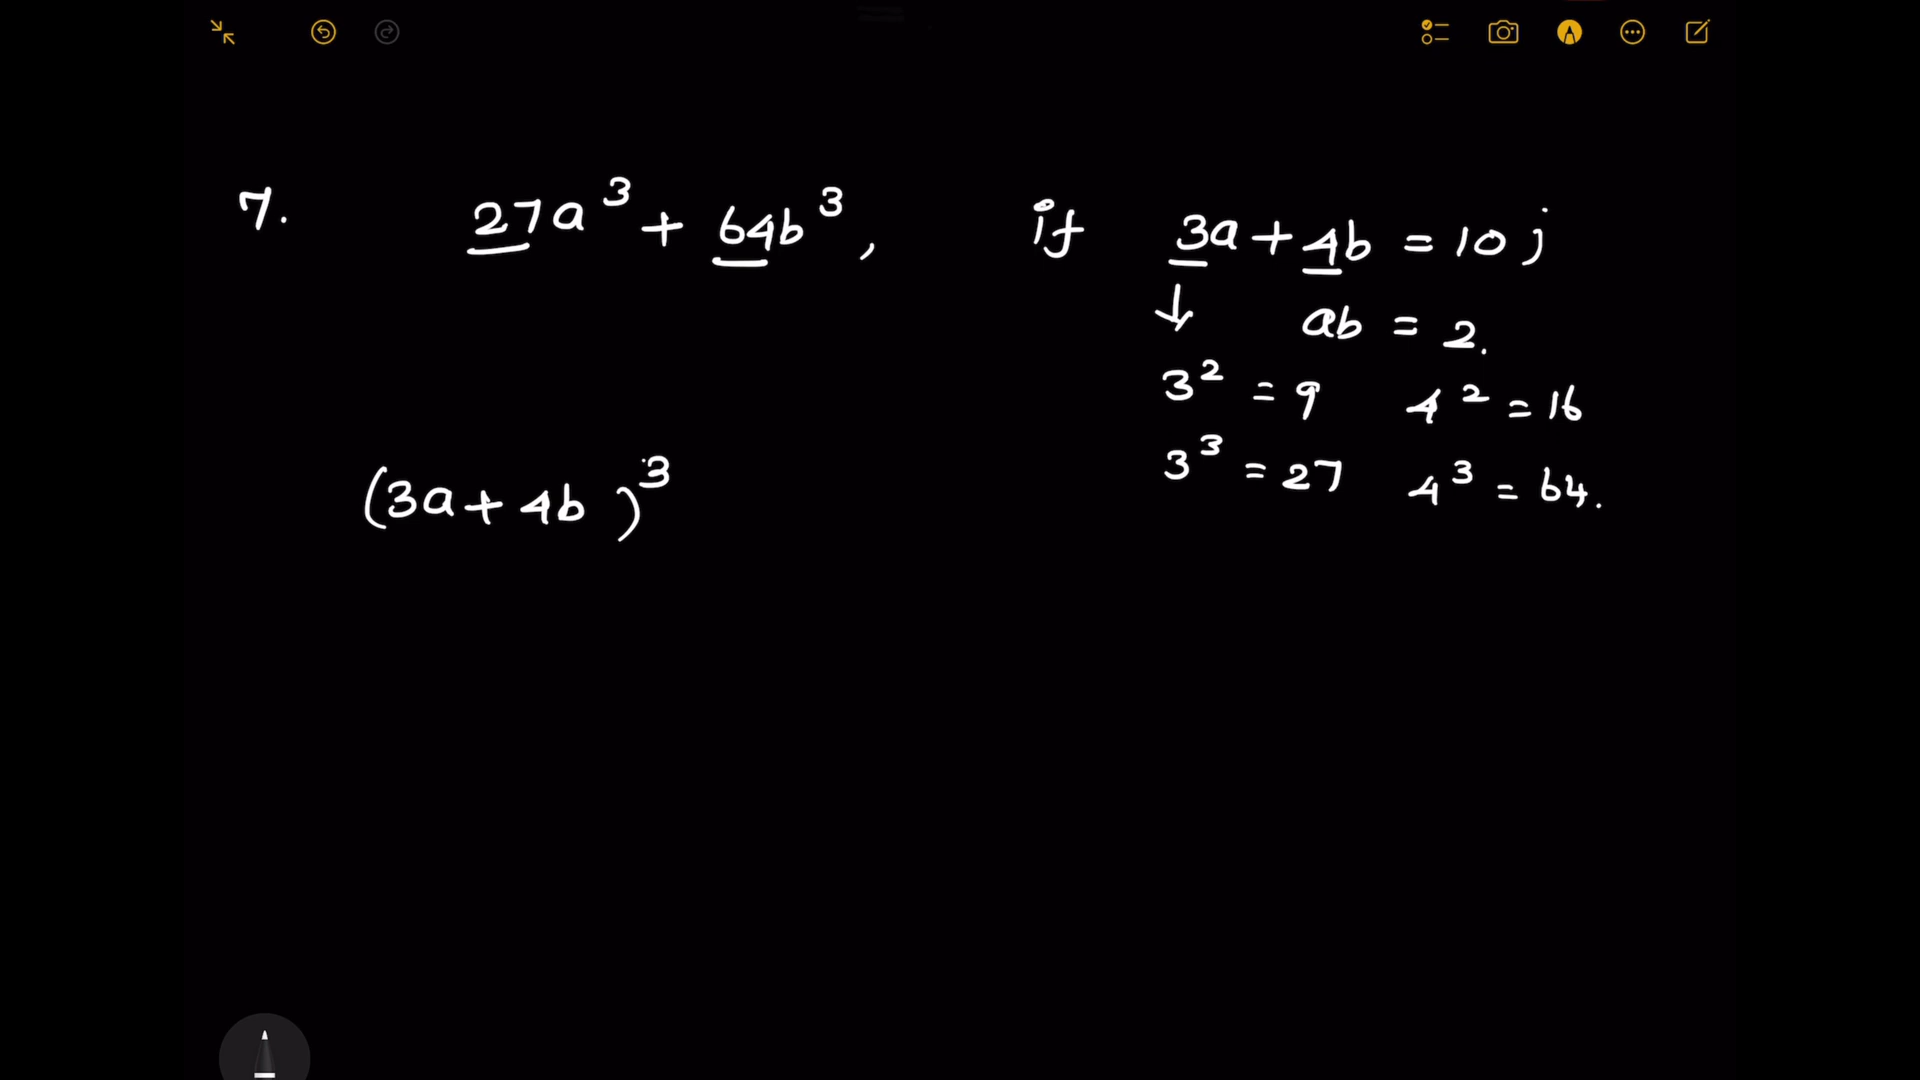 7. 27a³ + 64b³, if 3a + 4b = 10;
ab = 2.
3² = 9 4² = 16
3³ = 27 4³ = 64.
(3a + 4b)³